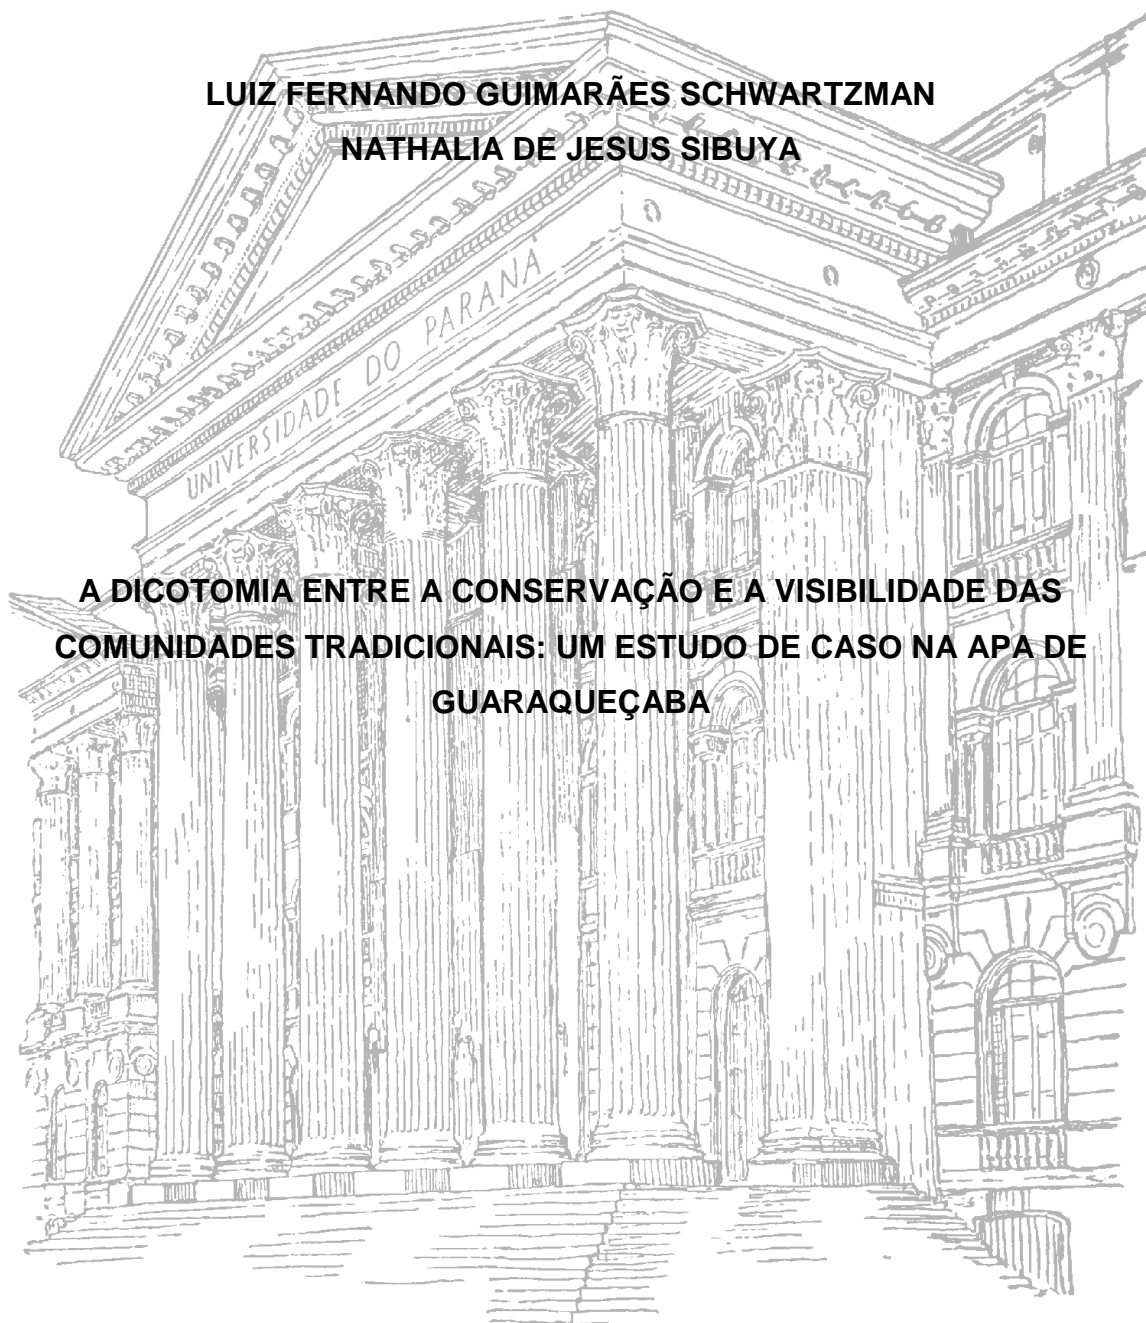 LUIZ FERNANDO GUIMARÃES SCHWARTZMAN
NATHALIA DE JESUS SIBUYA
UNIVERSIDADE DO PARANÁ
A DICOTOMIA ENTRE A CONSERVAÇÃO E A VISIBILIDADE DAS
COMUNIDADES TRADICIONAIS: UM ESTUDO DE CASO NA APA DE
GUARAQUEÇABA